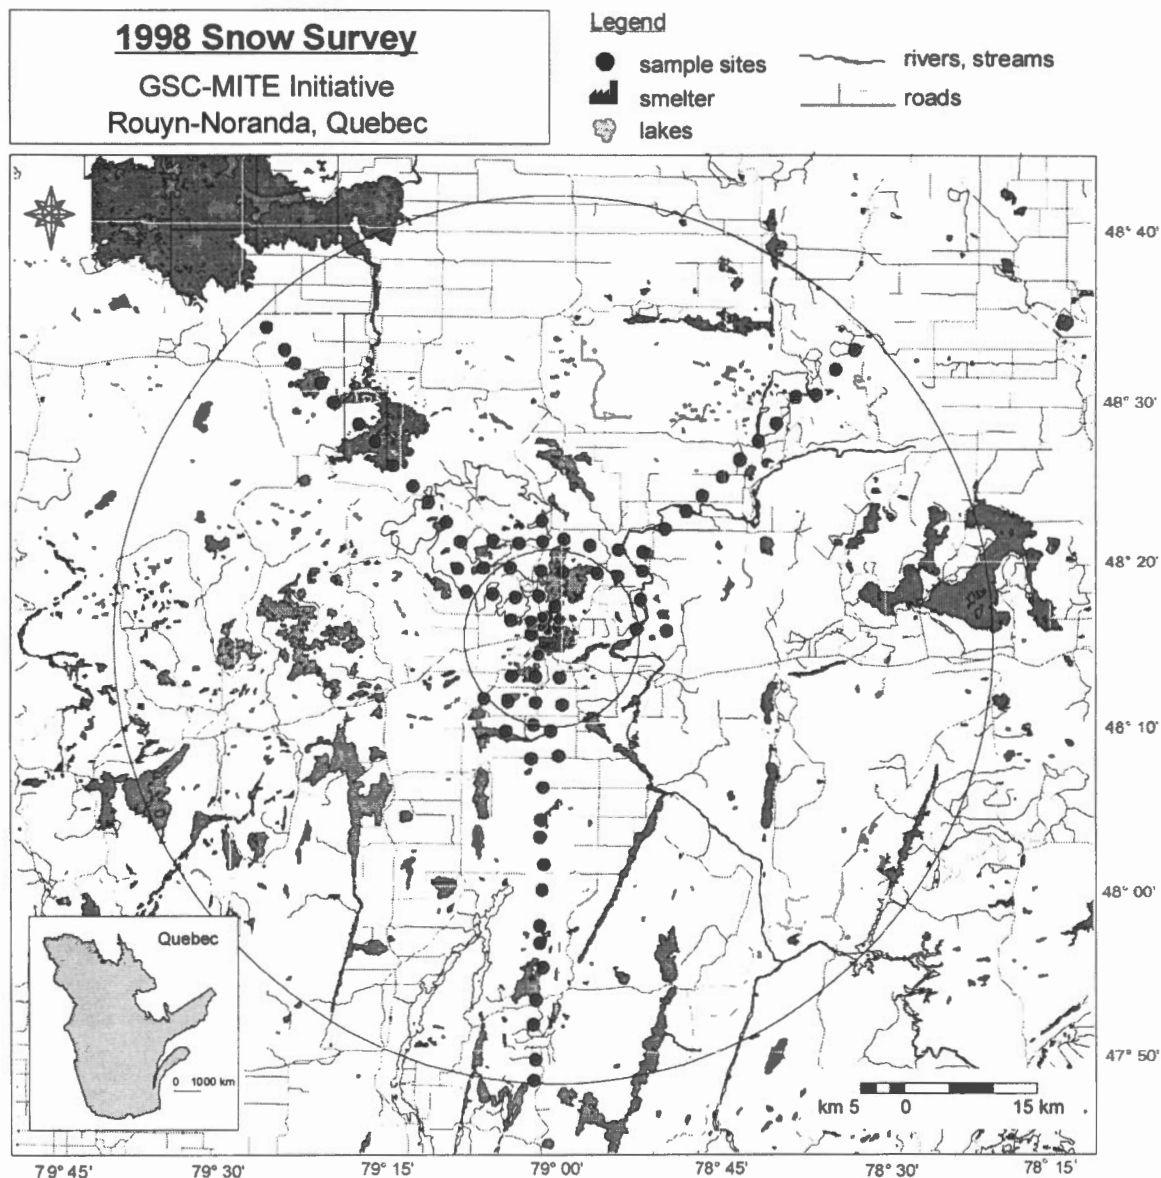 1998 Snow Survey
GSC-MITE Initiative
Rouyn-Noranda, Quebec
Legend
sample sites
smelter
lakes
rivers, streams
roads
48° 40'
48° 30'
48° 20'
48° 10'
48° 00'
47° 50'
Quebec
0 1000 km
km 5 0 15 km
79° 45' 79° 30' 79° 15' 79° 00' 78° 45' 78° 30' 78° 15'